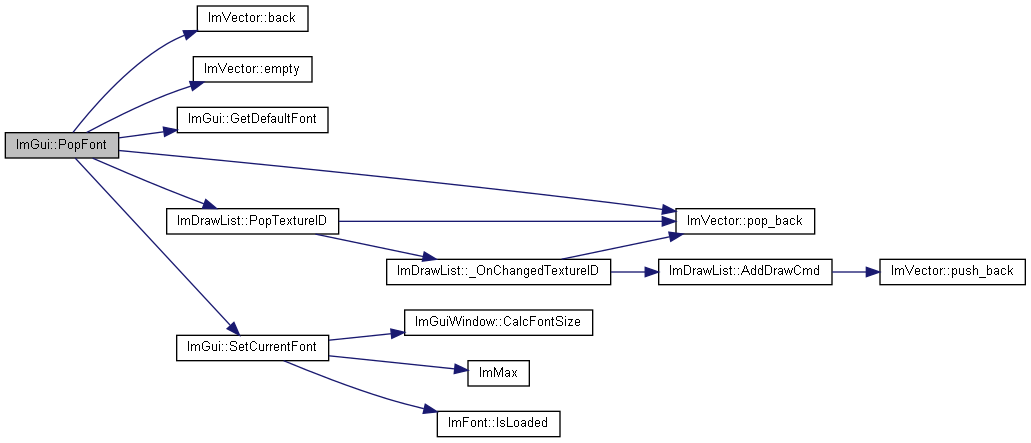 ImVector::back
ImVector::empty
ImGui::GetDefaultFont
ImGui::PopFont
ImDrawList::PopTextureID
ImVector::pop_back
ImDrawList::_OnChangedTextureID
ImDrawList::AddDrawCmd
ImVector::push_back
ImGuiWindow::CalcFontSize
ImGui::SetCurrentFont
ImMax
ImFont::IsLoaded